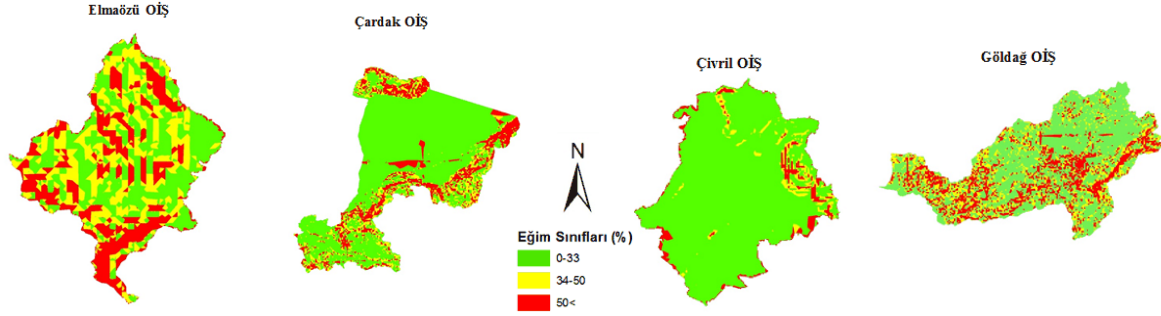 Elmaözü OİŞ
Çardak OİŞ
Çivril OİŞ
Göldağ OİŞ
N
Eğim Sınıfları (%)
0-33
34-50
50<